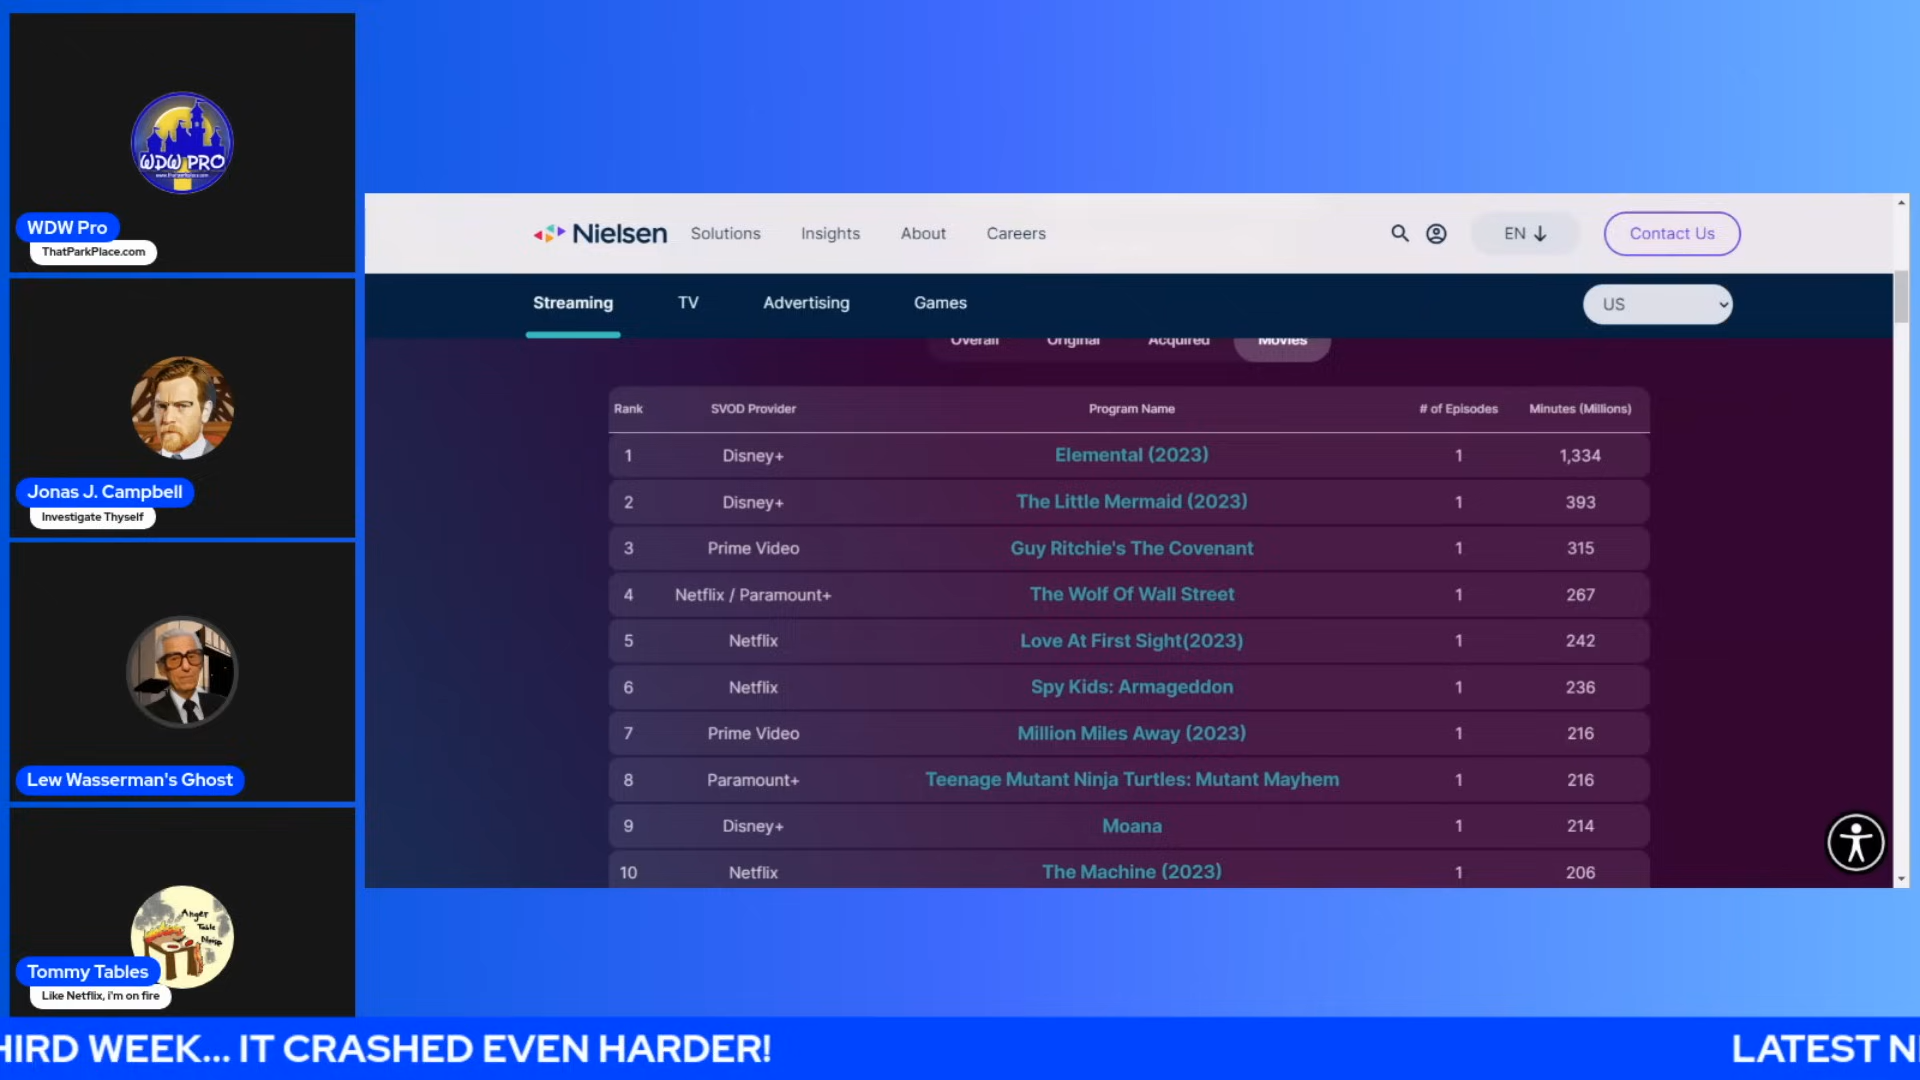 WDW PRO
WDW Pro
ThatParkPlace.com
Jonas J. Campbell
Investigate Thyself
Lew Wasserman's Ghost
Anger
Table
Tommy Tables
Like Netflix, i'm on fire
Nielsen Solutions Insights About Careers EN Contact Us
Streaming TV Advertising Games US
Overall Original Acquired Movies
Rank SVOD Provider Program Name # of Episodes Minutes (Millions)
1 Disney+ Elemental (2023) 1 1,334
2 Disney+ The Little Mermaid (2023) 1 393
3 Prime Video Guy Ritchie's The Covenant 1 315
4 Netflix / Paramount+ The Wolf Of Wall Street 1 267
5 Netflix Love At First Sight(2023) 1 242
6 Netflix Spy Kids: Armageddon 1 236
7 Prime Video Million Miles Away (2023) 1 216
8 Paramount+ Teenage Mutant Ninja Turtles: Mutant Mayhem 1 216
9 Disney+ Moana 1 214
10 Netflix The Machine (2023) 1 206
HIRD WEEK... IT CRASHED EVEN HARDER! LATEST N